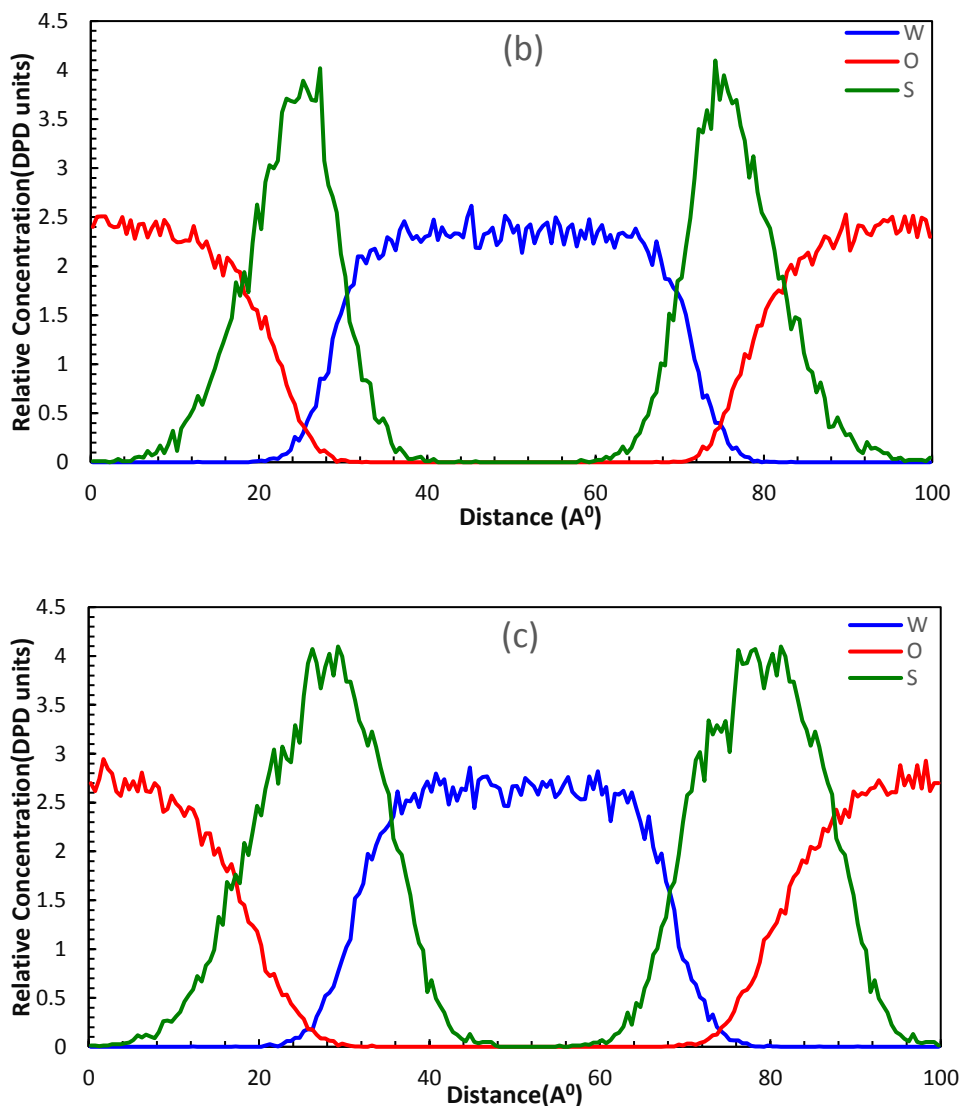 (b)
W
O
S
Relative Concentration(DPD units)
4.5
4
3.5
3
2.5
2
1.5
1
0.5
0
0 20 40 60 80 100
Distance (A⁰)
(c)
W
O
S
Relative Concentration(DPD units)
4.5
4
3.5
3
2.5
2
1.5
1
0.5
0
0 20 40 60 80 100
Distance(A⁰)